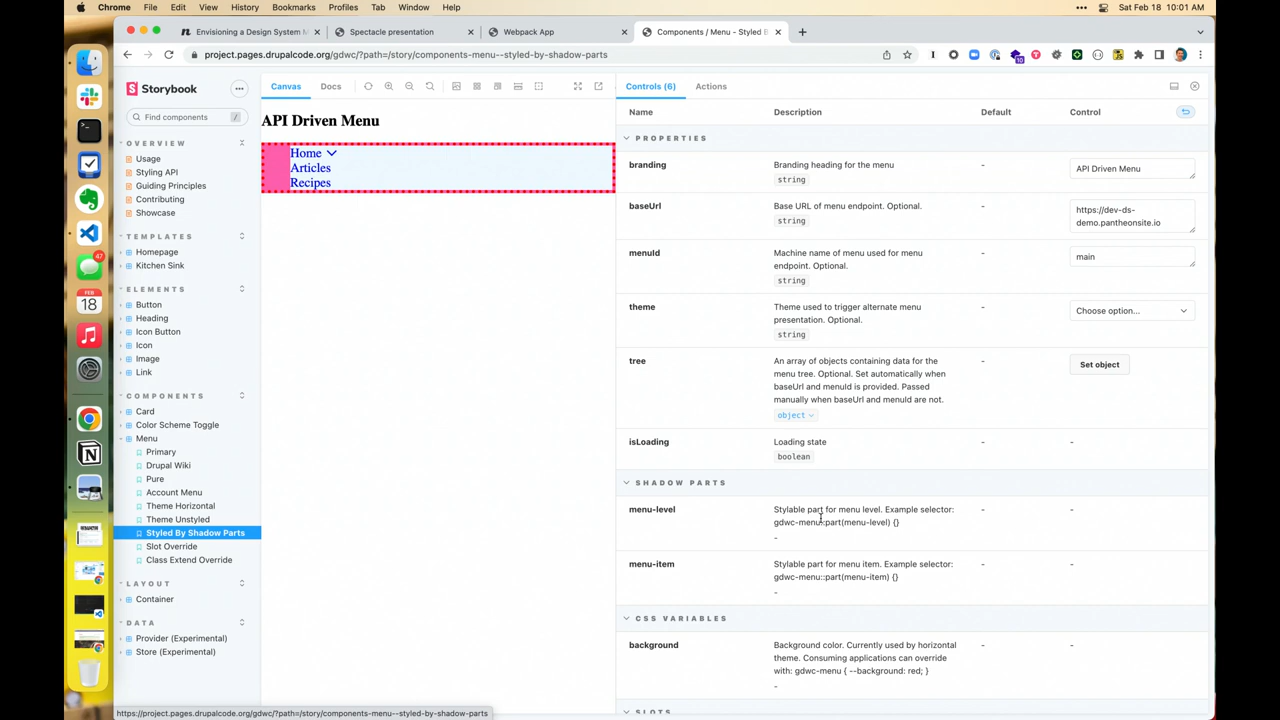 Chrome File Edit View History Bookmarks Profiles Tab Window Help
Sat Feb 18 10:01 AM
Envisioning a Design System M
Spectacle presentation
Webpack App
Components / Menu - Styled B
project.pages.drupalcode.org/gdwc/?path=/story/components-menu--styled-by-shadow-parts
10
47
FEB
18
Storybook
Find components
/
OVERVIEW
Usage
Styling API
Guiding Principles
Contributing
Showcase
TEMPLATES
Homepage
Kitchen Sink
ELEMENTS
Button
Heading
Icon Button
Icon
Image
Link
COMPONENTS
Card
Color Scheme Toggle
Menu
Primary
Drupal Wiki
Pure
Account Menu
Theme Horizontal
Theme Unstyled
Styled By Shadow Parts
Slot Override
Class Extend Override
LAYOUT
Container
DATA
Provider (Experimental)
Store (Experimental)
Canvas
Docs
API Driven Menu
Home
Articles
Recipes
Controls (6)
Actions
Name Description Default Control
PROPERTIES
branding Branding heading for the menu - API Driven Menu
string
baseUrl Base URL of menu endpoint. Optional. - https://dev-ds-
string demo.pantheonsite.io
menuId Machine name of menu used for menu - main
endpoint. Optional.
string
theme Theme used to trigger alternate menu - Choose option...
presentation. Optional.
string
tree An array of objects containing data for the - Set object
menu tree. Optional. Set automatically when
baseUrl and menuId is provided. Passed
manually when baseUrl and menuId are not.
object
isLoading Loading state - -
boolean
SHADOW PARTS
menu-level Stylable part for menu level. Example selector: - -
gdwc-menu::part(menu-level) {}
-
menu-item Stylable part for menu item. Example selector: - -
gdwc-menu::part(menu-item) {}
-
CSS VARIABLES
background Background color. Currently used by horizontal - -
theme. Consuming applications can override
with: gdwc-menu { --background: red; }
-
SLOTS
https://project.pages.drupalcode.org/gdwc/?path=/story/components-menu--styled-by-shadow-parts